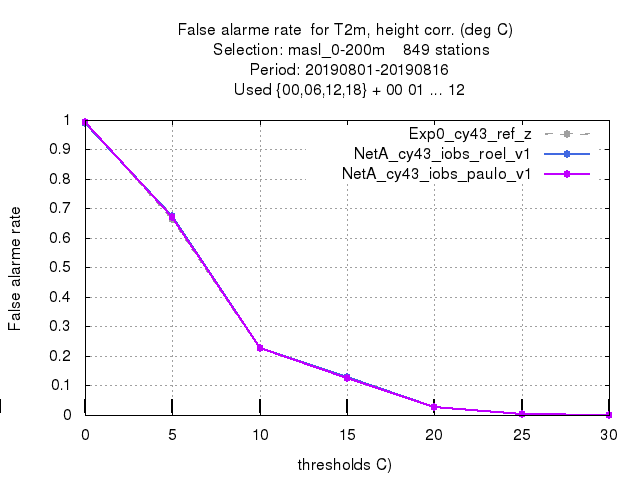 False alarme rate  for T2m, height corr. (deg C)
Selection: masl_0-200m    849 stations
Period: 20190801-20190816
Used {00,06,12,18} + 00 01 ... 12
Exp0_cy43_ref_z
NetA_cy43_iobs_roel_v1
NetA_cy43_iobs_paulo_v1
False alarme rate
1
0.9
0.8
0.7
0.6
0.5
0.4
0.3
0.2
0.1
0
0 5 10 15 20 25 30
thresholds C)